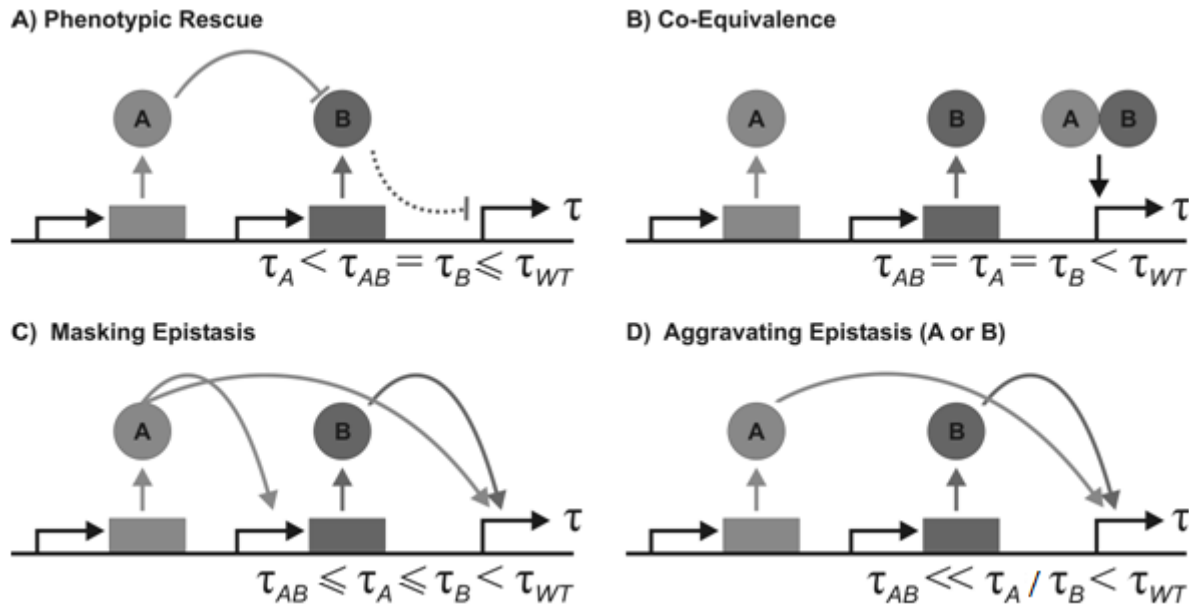 A) Phenotypic Rescue
B) Co-Equivalence
A
B
τ
τA < τAB = τB ⩽ τWT
A
B
A B
τ
τAB = τA = τB < τWT
C) Masking Epistasis
D) Aggravating Epistasis (A or B)
A
B
τ
τAB ⩽ τA ⩽ τB < τWT
A
B
τ
τAB << τA / τB < τWT